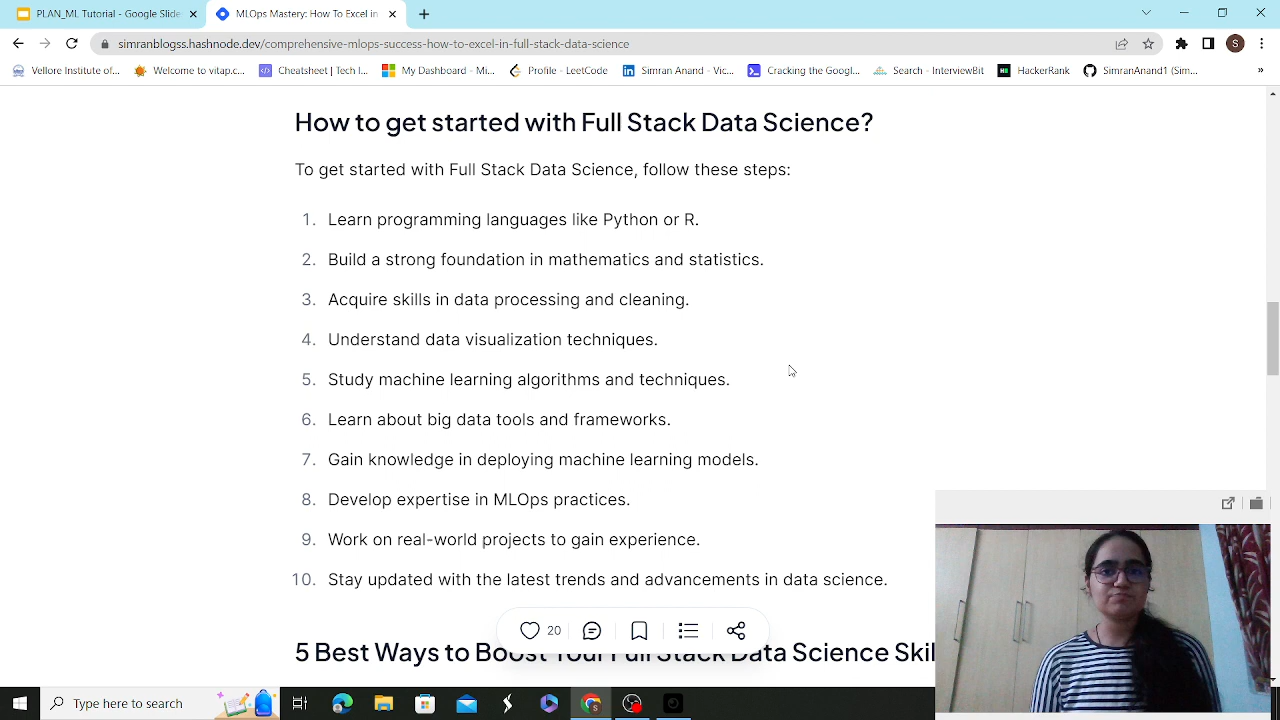 PLAN_ML Tutorial - Google Slide
MLOps Mastery: How to Excel in F
simranblogss.hashnode.dev/comprehensive-mlops-success-how-to-excel-in-full-stack-data-science
S
Vellore Institute of...
Welcome to vitap.c...
Chepbhenet | Tech I...
My Dashboard - Mi...
Profile - LeetCode
Simran Anand - Vic...
Cracking the Googl...
Search - InterviewBit
HackerRank
SimranAnand1 (Sim...
»
How to get started with Full Stack Data Science?
To get started with Full Stack Data Science, follow these steps:
1. Learn programming languages like Python or R.
2. Build a strong foundation in mathematics and statistics.
3. Acquire skills in data processing and cleaning.
4. Understand data visualization techniques.
5. Study machine learning algorithms and techniques.
6. Learn about big data tools and frameworks.
7. Gain knowledge in deploying machine learning models.
8. Develop expertise in MLOps practices.
9. Work on real-world projects to gain experience.
10. Stay updated with the latest trends and advancements in data science.
20
5 Best Ways to Boost Your Full Stack Data Science Skil
Type here to search